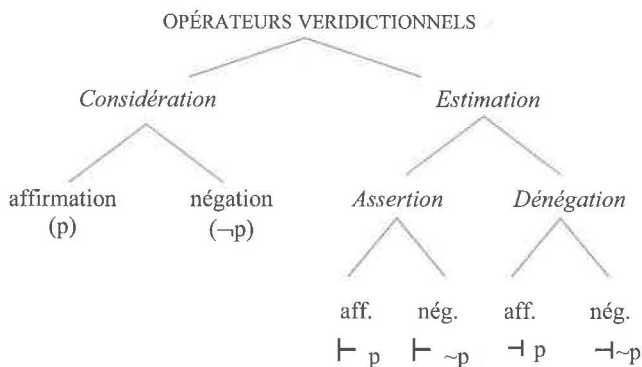 OPÉRATEURS VERIDICTIONNELS
Considération Estimation
affirmation négation Assertion Dénégation
(p) (¬p)
aff. nég. aff. nég.
⊢ p ⊢ ~p ⊣ p ⊣ ~p